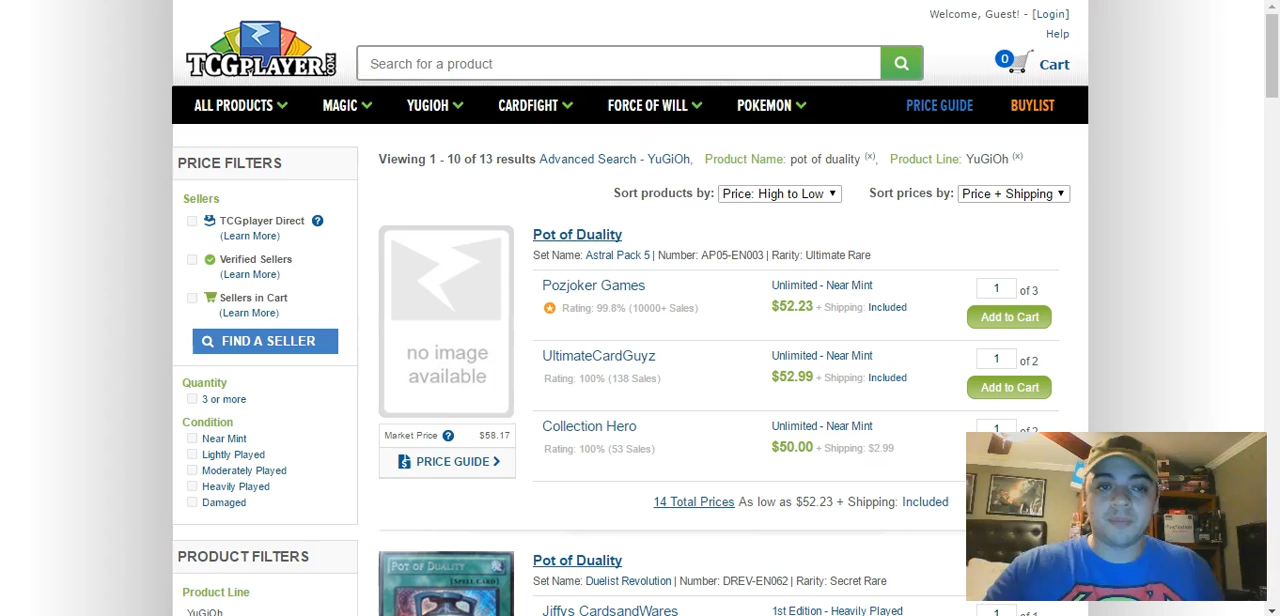 Welcome, Guest! - [Login]
Help
TCGPLAYER.COM
Search for a product
0 Cart
ALL PRODUCTS MAGIC YUGIOH CARDFIGHT FORCE OF WILL POKEMON PRICE GUIDE BUYLIST
PRICE FILTERS
Sellers
TCGplayer Direct ?
(Learn More)
Verified Sellers
(Learn More)
Sellers in Cart
(Learn More)
FIND A SELLER
Quantity
3 or more
Condition
Near Mint
Lightly Played
Moderately Played
Heavily Played
Damaged
PRODUCT FILTERS
Product Line
YuGiOh
Viewing 1 - 10 of 13 results Advanced Search - YuGiOh, Product Name: pot of duality (x), Product Line: YuGiOh (x)
Sort products by: Price: High to Low Sort prices by: Price + Shipping
no image
available
Market Price ? $58.17
PRICE GUIDE
Pot of Duality
Set Name: Astral Pack 5 | Number: AP05-EN003 | Rarity: Ultimate Rare
Pozjoker Games Unlimited - Near Mint 1 of 3
Rating: 99.8% (10000+ Sales) $52.23 + Shipping: Included Add to Cart
UltimateCardGuyz Unlimited - Near Mint 1 of 2
Rating: 100% (138 Sales) $52.99 + Shipping: Included Add to Cart
Collection Hero Unlimited - Near Mint 1 of 2
Rating: 100% (53 Sales) $50.00 + Shipping: $2.99
14 Total Prices As low as $52.23 + Shipping: Included
POT OF DUALITY
[SPELL CARD]
Pot of Duality
Set Name: Duelist Revolution | Number: DREV-EN062 | Rarity: Secret Rare
Jiffys CardsandWares 1st Edition - Heavily Played